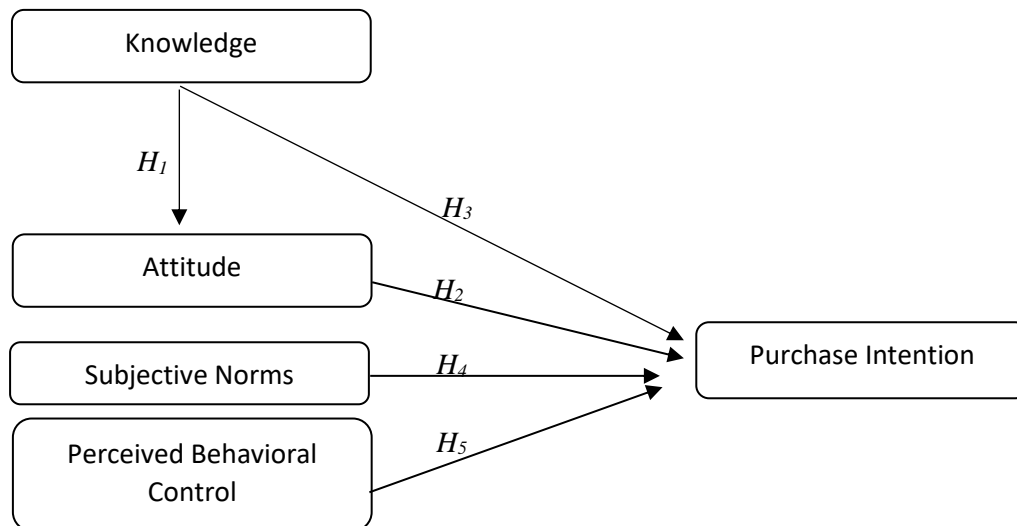 Knowledge
H1
H3
Attitude
H2
Purchase Intention
Subjective Norms
H4
Perceived Behavioral
Control
H5